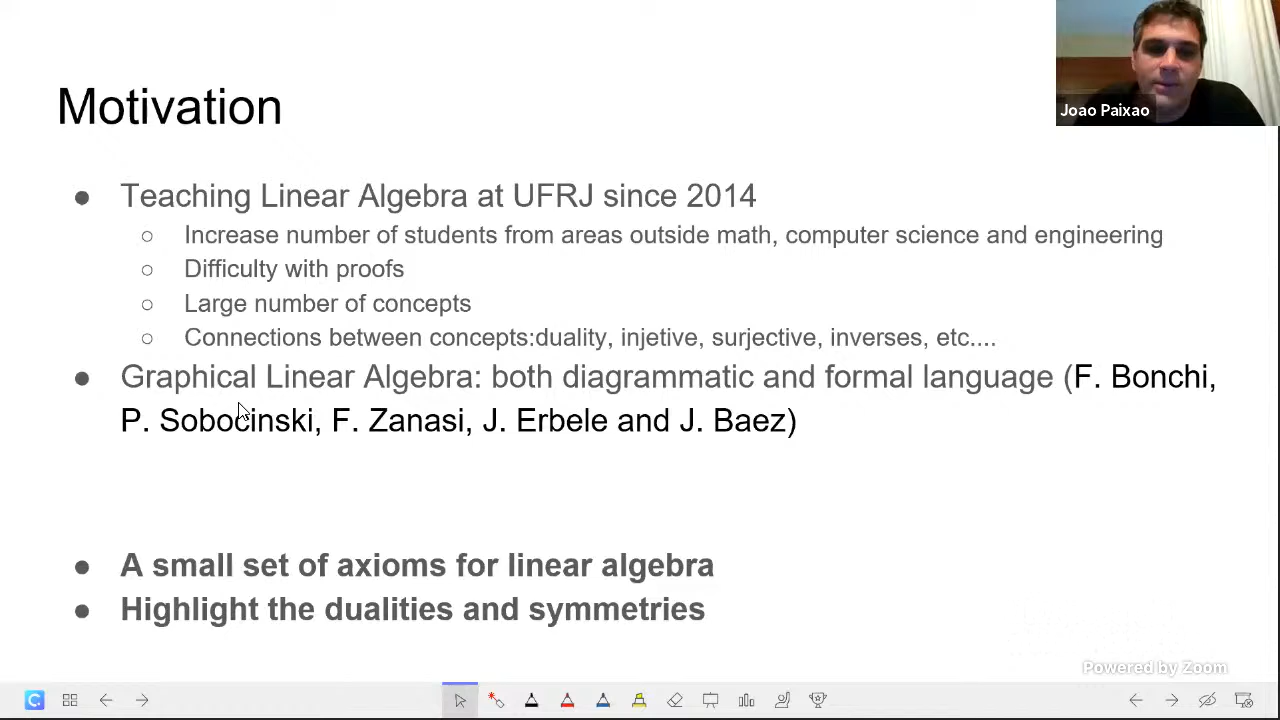 Joao Paixao
Motivation
● Teaching Linear Algebra at UFRJ since 2014
○ Increase number of students from areas outside math, computer science and engineering
○ Difficulty with proofs
○ Large number of concepts
○ Connections between concepts:duality, injetive, surjective, inverses, etc....
● Graphical Linear Algebra: both diagrammatic and formal language (F. Bonchi,
P. Sobocinski, F. Zanasi, J. Erbele and J. Baez)
● A small set of axioms for linear algebra
● Highlight the dualities and symmetries
Powered by Zoom